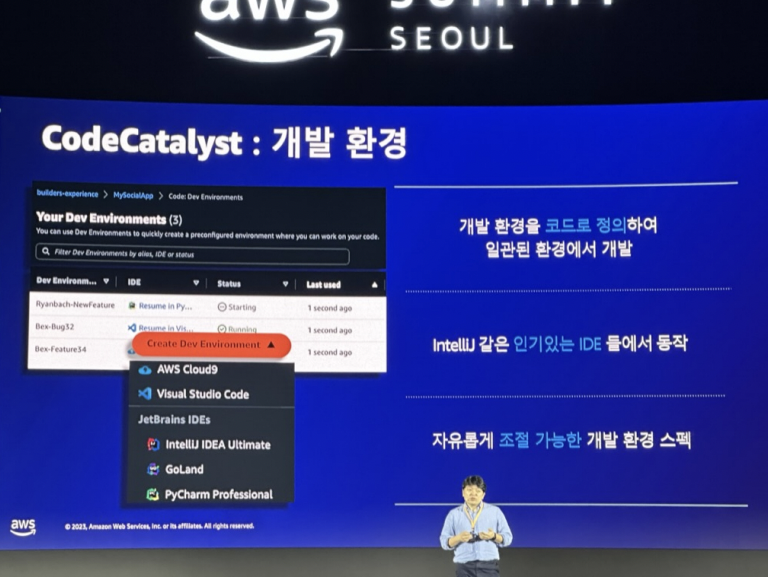 aws SUMMIT
SEOUL
CodeCatalyst : 개발 환경
builders-experience > MySocialApp > Code: Dev Environments
Your Dev Environments (3)
You can use Dev Environments to quickly create a preconfigured environment where you can work on your code.
Filter Dev Environments by alias, IDE or status
Dev Environm... IDE Status Last used
Ryanbach-NewFeature Resume in Py... Starting 1 second ago
Bex-Bug32 Resume in Vis... Running 1 second ago
Bex-Feature34 1 second ago
Create Dev Environment
AWS Cloud9
Visual Studio Code
JetBrains IDEs
IntelliJ IDEA Ultimate
GoLand
PyCharm Professional
개발 환경을 코드로 정의하여
일관된 환경에서 개발
IntelliJ 같은 인기있는 IDE 들에서 동작
자유롭게 조절 가능한 개발 환경 스펙
aws
© 2023, Amazon Web Services, Inc. or its affiliates. All rights reserved.